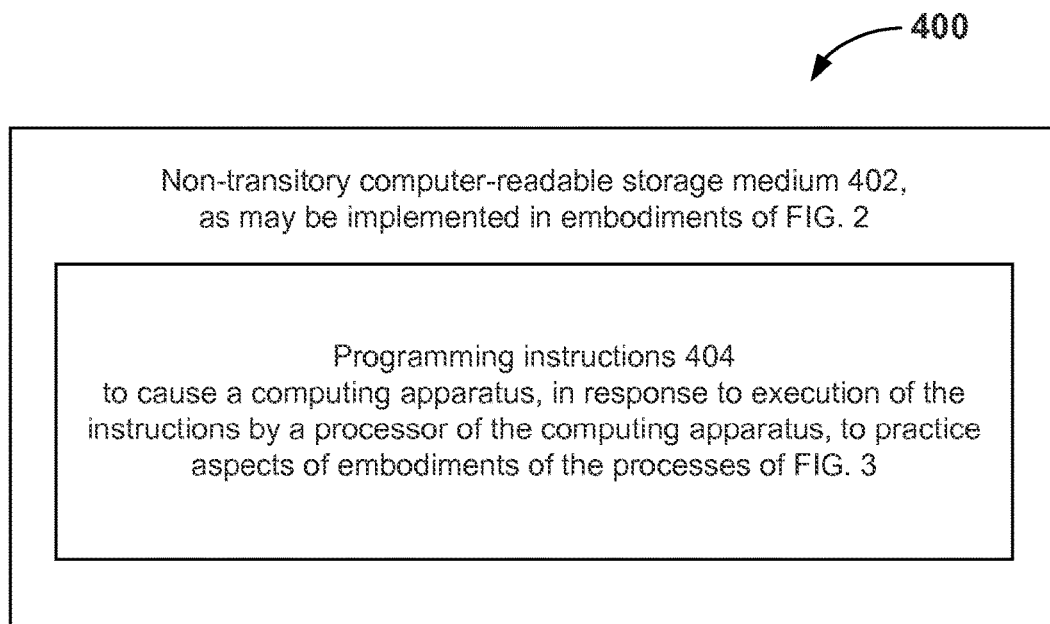 400
Non-transitory computer-readable storage medium 402,
as may be implemented in embodiments of FIG. 2
Programming instructions 404
to cause a computing apparatus, in response to execution of the
instructions by a processor of the computing apparatus, to practice
aspects of embodiments of the processes of FIG. 3